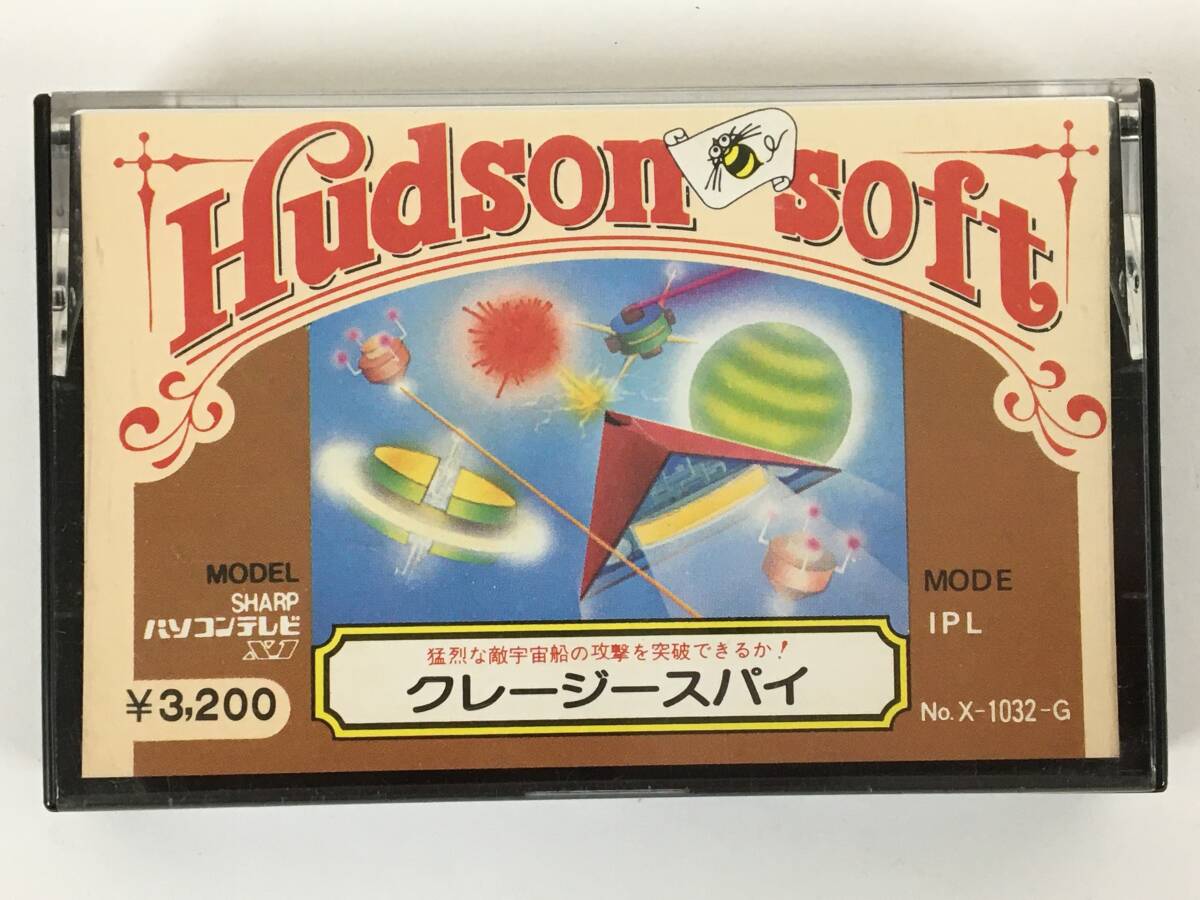 Hudson soft
MODEL
SHARP
パソコンテレビ
X1
¥3,200
猛烈な敵宇宙船の攻撃を突破できるか!
クレージースパイ
MODE
IPL
No. X-1032-G